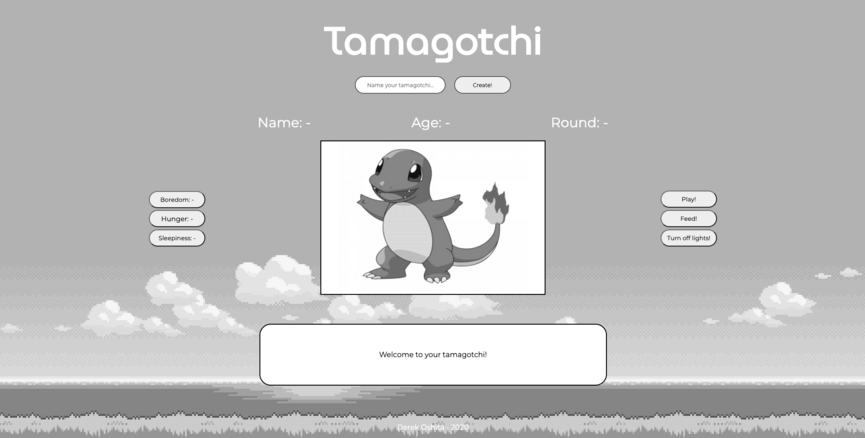 Tamagotchi
Name your tamagotchi...
Create!
Name: -
Age: -
Round: -
Boredom: -
Hunger: -
Sleepiness: -
Play!
Feed!
Turn off lights!
Welcome to your tamagotchi!
Derek - 2020